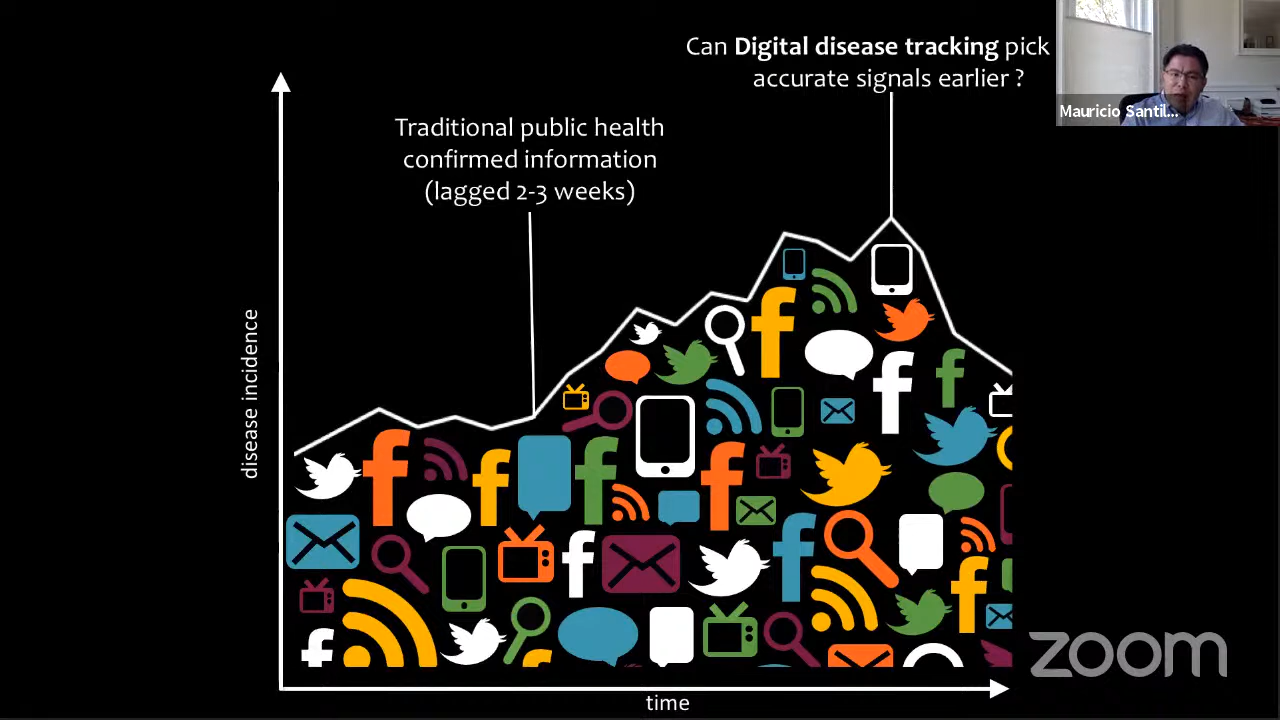 Can Digital disease tracking pick
accurate signals earlier ?
Mauricio Santil...
Traditional public health
confirmed information
(lagged 2-3 weeks)
disease incidence
time
zoom